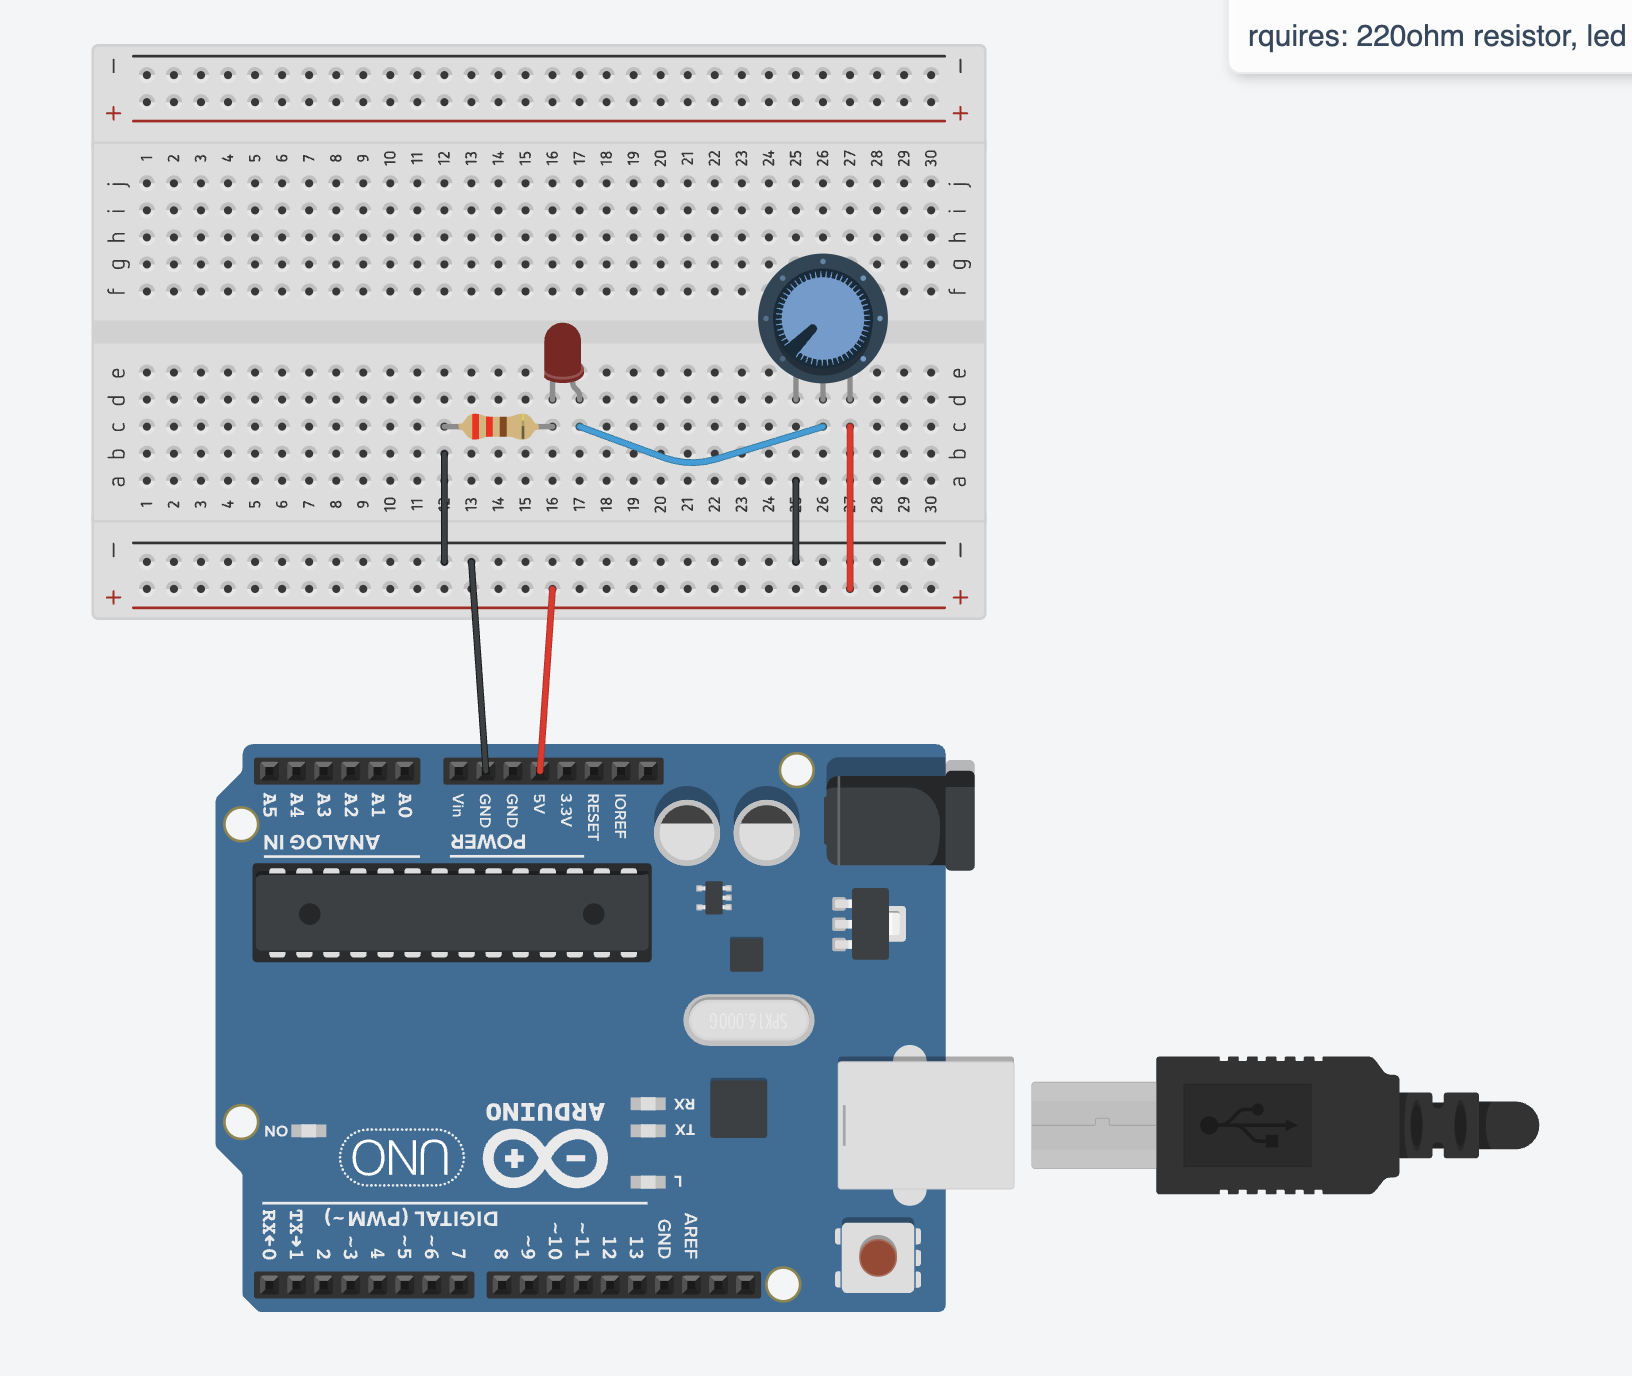 rquires: 220ohm resistor, led
− −
+ +
1 2 3 4 5 6 7 8 9 10 11 12 13 14 15 16 17 18 19 20 21 22 23 24 25 26 27 28 29 30
j j
i i
h h
g g
f f
e e
d d
c c
b b
a a
1 2 3 4 5 6 7 8 9 10 11 12 13 14 15 16 17 18 19 20 21 22 23 24 25 26 27 28 29 30
− −
+ +
A5 A4 A3 A2 A1 A0 Vin GND GND 5V 3.3V RESET IOREF
ANALOG IN POWER
SPK16.000G
ARDUINO RX
ON UNO TX
L
DIGITAL (PWM ~)
RX←0 TX→1 2 ~3 4 ~5 ~6 7 8 ~9 ~10 ~11 12 13 GND AREF